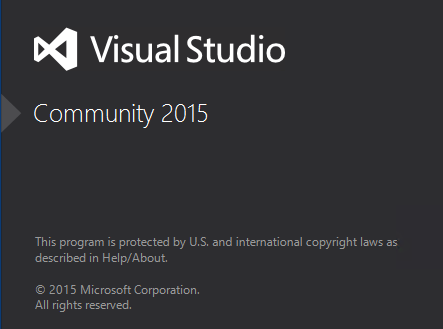 Visual Studio
Community 2015
This program is protected by U.S. and international copyright laws as
described in Help/About.
© 2015 Microsoft Corporation.
All rights reserved.